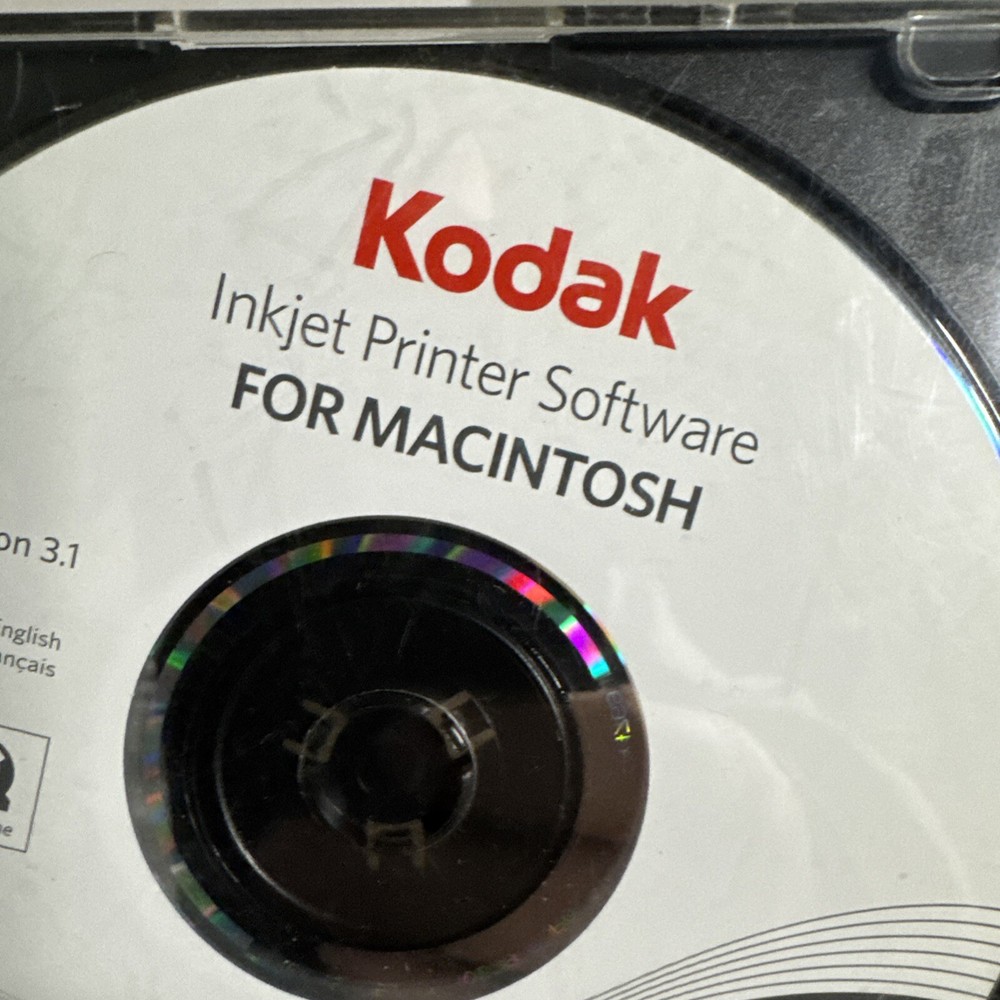 Kodak
Inkjet Printer Software
FOR MACINTOSH
on 3.1
nglish
nçais